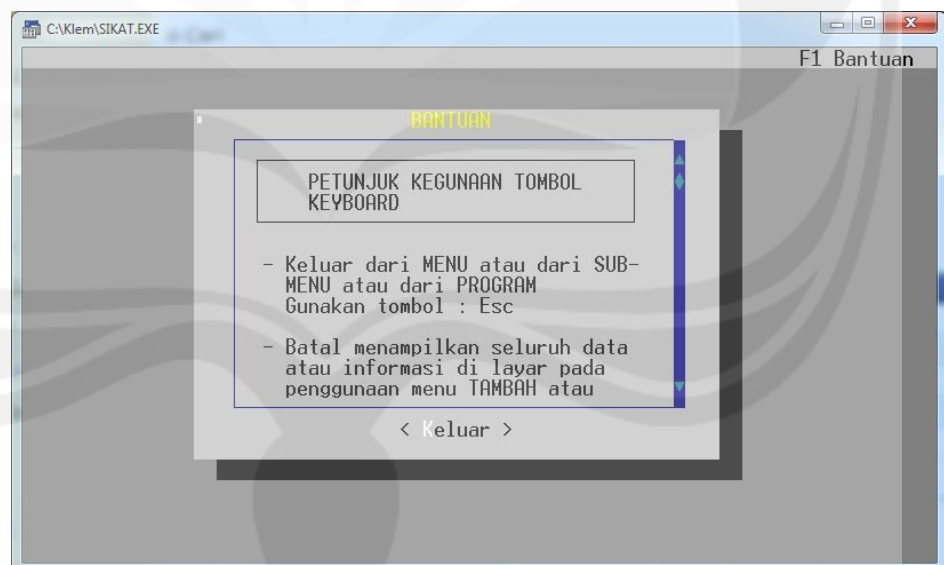 C:\Klem\SIKAT.EXE
F1 Bantuan
BANTUAN
PETUNJUK KEGUNAAN TOMBOL
KEYBOARD
- Keluar dari MENU atau dari SUB-
MENU atau dari PROGRAM
Gunakan tombol : Esc
- Batal menampilkan seluruh data
atau informasi di layar pada
penggunaan menu TAMBAH atau
< Keluar >